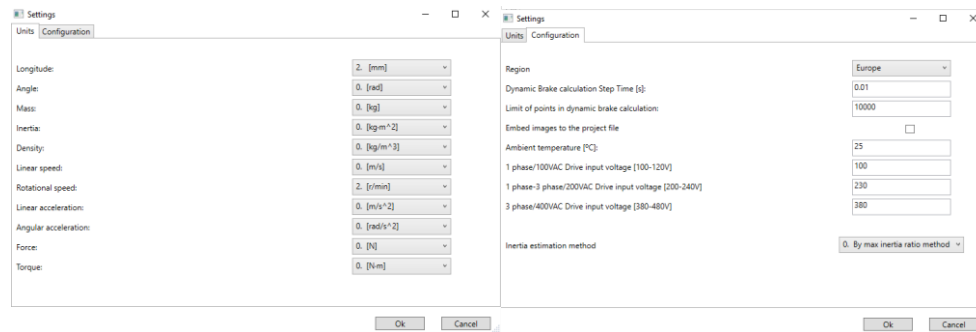 Settings
Units Configuration
Longitude: 2. [mm]
Angle: 0. [rad]
Mass: 0. [kg]
Inertia: 0. [kg·m^2]
Density: 0. [kg/m^3]
Linear speed: 0. [m/s]
Rotational speed: 2. [r/min]
Linear acceleration: 0. [m/s^2]
Angular acceleration: 0. [rad/s^2]
Force: 0. [N]
Torque: 0. [N·m]
Ok Cancel
Settings
Units Configuration
Region Europe
Dynamic Brake calculation Step Time [s]: 0.01
Limit of points in dynamic brake calculation: 10000
Embed images to the project file
Ambient temperature [ºC]: 25
1 phase/100VAC Drive input voltage [100-120V] 100
1 phase-3 phase/200VAC Drive input voltage [200-240V] 230
3 phase/400VAC Drive input voltage [380-480V] 380
Inertia estimation method 0. By max inertia ratio method
Ok Cancel